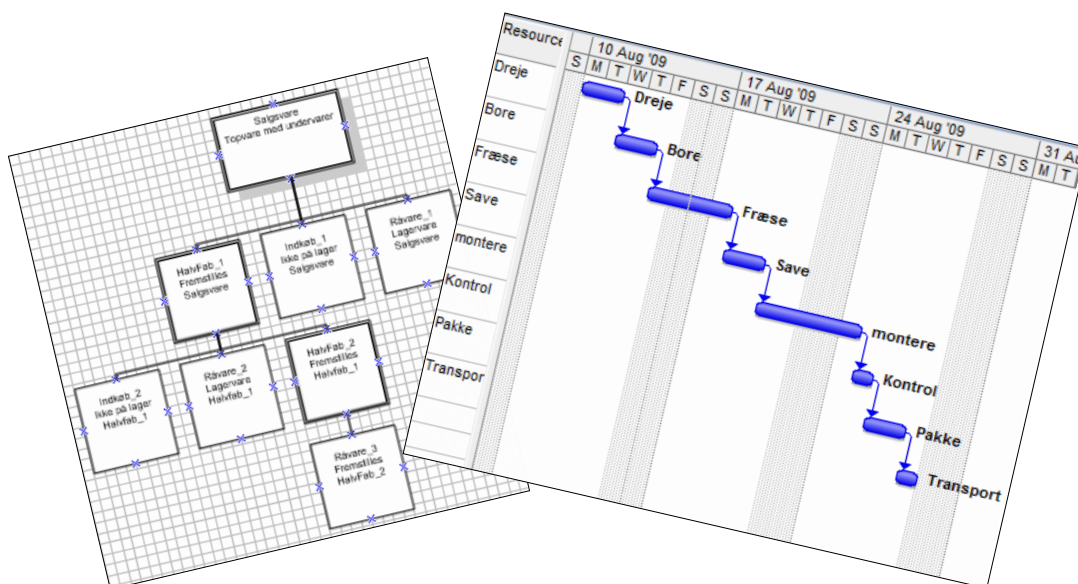 Salgsvare
Topvare med undervarer
HalvFab_1
Fremstilles
Salgsvare
Indkøb_1
Ikke på lager
Salgsvare
Råvare_1
Lagervare
Salgsvare
Indkøb_2
Ikke på lager
Halvfab_1
Råvare_2
Lagervare
Halvfab_1
HalvFab_2
Fremstilles
Halvfab_1
Råvare_3
Fremstilles
HalvFab_2
Resource
10 Aug '09
17 Aug '09
24 Aug '09
31 Au
S M T W T F S S M T W T F S S M T W T F S S M T
Dreje
Bore
Fræse
Save
montere
Kontrol
Pakke
Transpor
Dreje
Bore
Fræse
Save
montere
Kontrol
Pakke
Transport